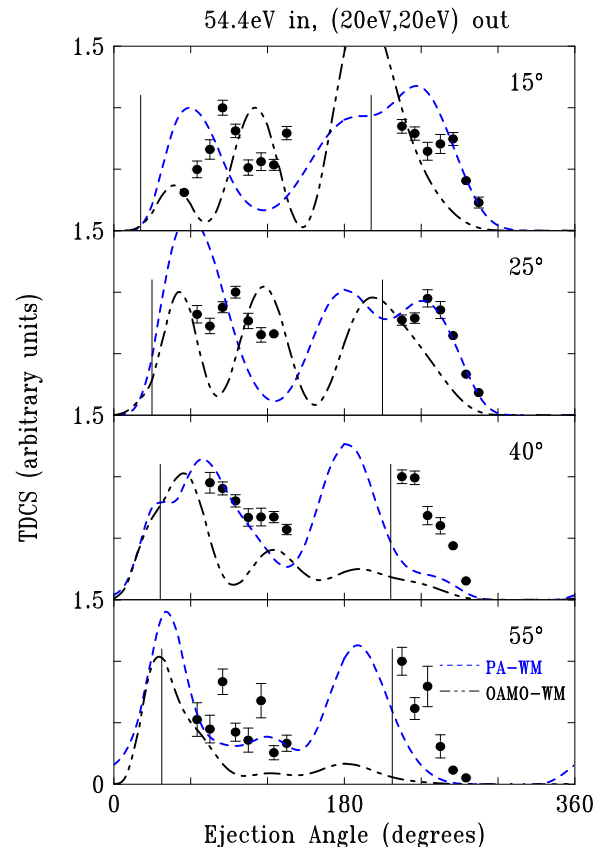 54.4eV in, (20eV,20eV) out
1.5
15°
1.5
25°
1.5
40°
1.5
55°
PA-WM
OAMO-WM
0
0 180 360
Ejection Angle (degrees)
TDCS (arbitrary units)